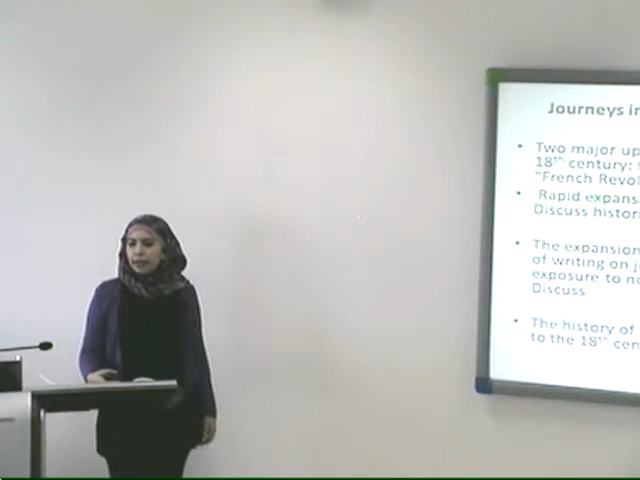 Journeys in
• Two major up
18th century:
"French Revol
• Rapid expans
Discuss histor
• The expansion
of writing on j
exposure to no
Discuss
• The history of
to the 18th cen